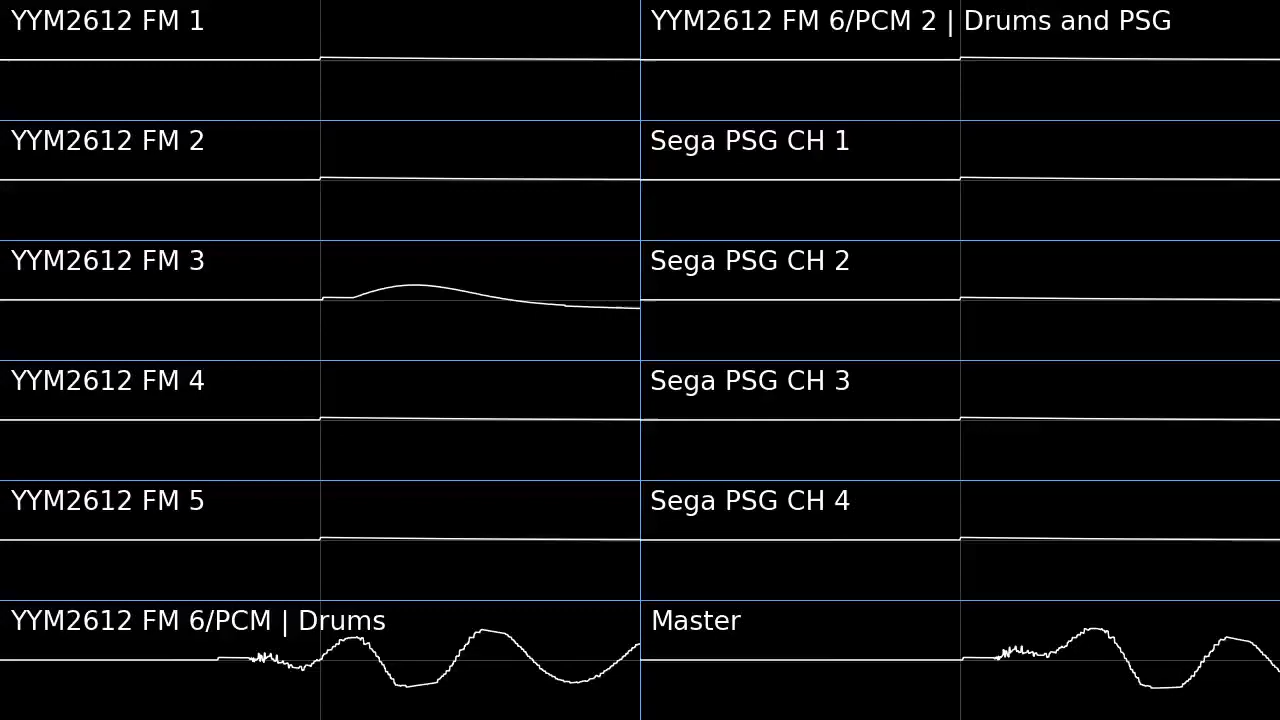 YYM2612 FM 1
YYM2612 FM 2
YYM2612 FM 3
YYM2612 FM 4
YYM2612 FM 5
YYM2612 FM 6/PCM | Drums
YYM2612 FM 6/PCM 2 | Drums and PSG
Sega PSG CH 1
Sega PSG CH 2
Sega PSG CH 3
Sega PSG CH 4
Master